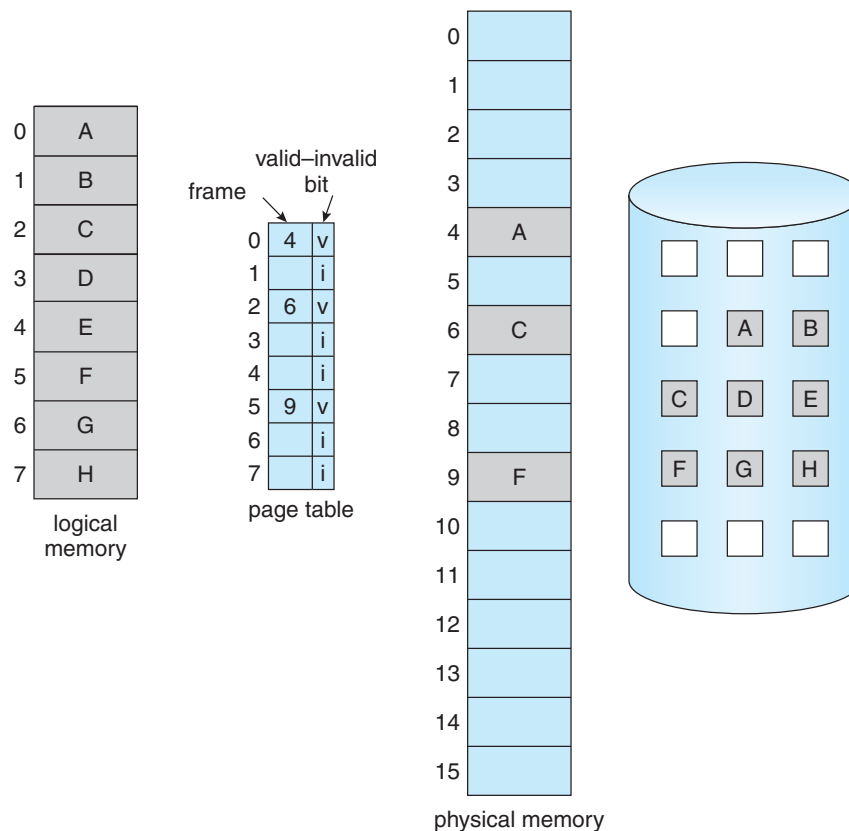 0 A
1 B
2 C
3 D
4 E
5 F
6 G
7 H
logical
memory
valid–invalid
bit
frame
0 4 v
1 i
2 6 v
3 i
4 i
5 9 v
6 i
7 i
page table
0
1
2
3
4 A
5
6 C
7
8
9 F
10
11
12
13
14
15
physical memory
A B
C D E
F G H